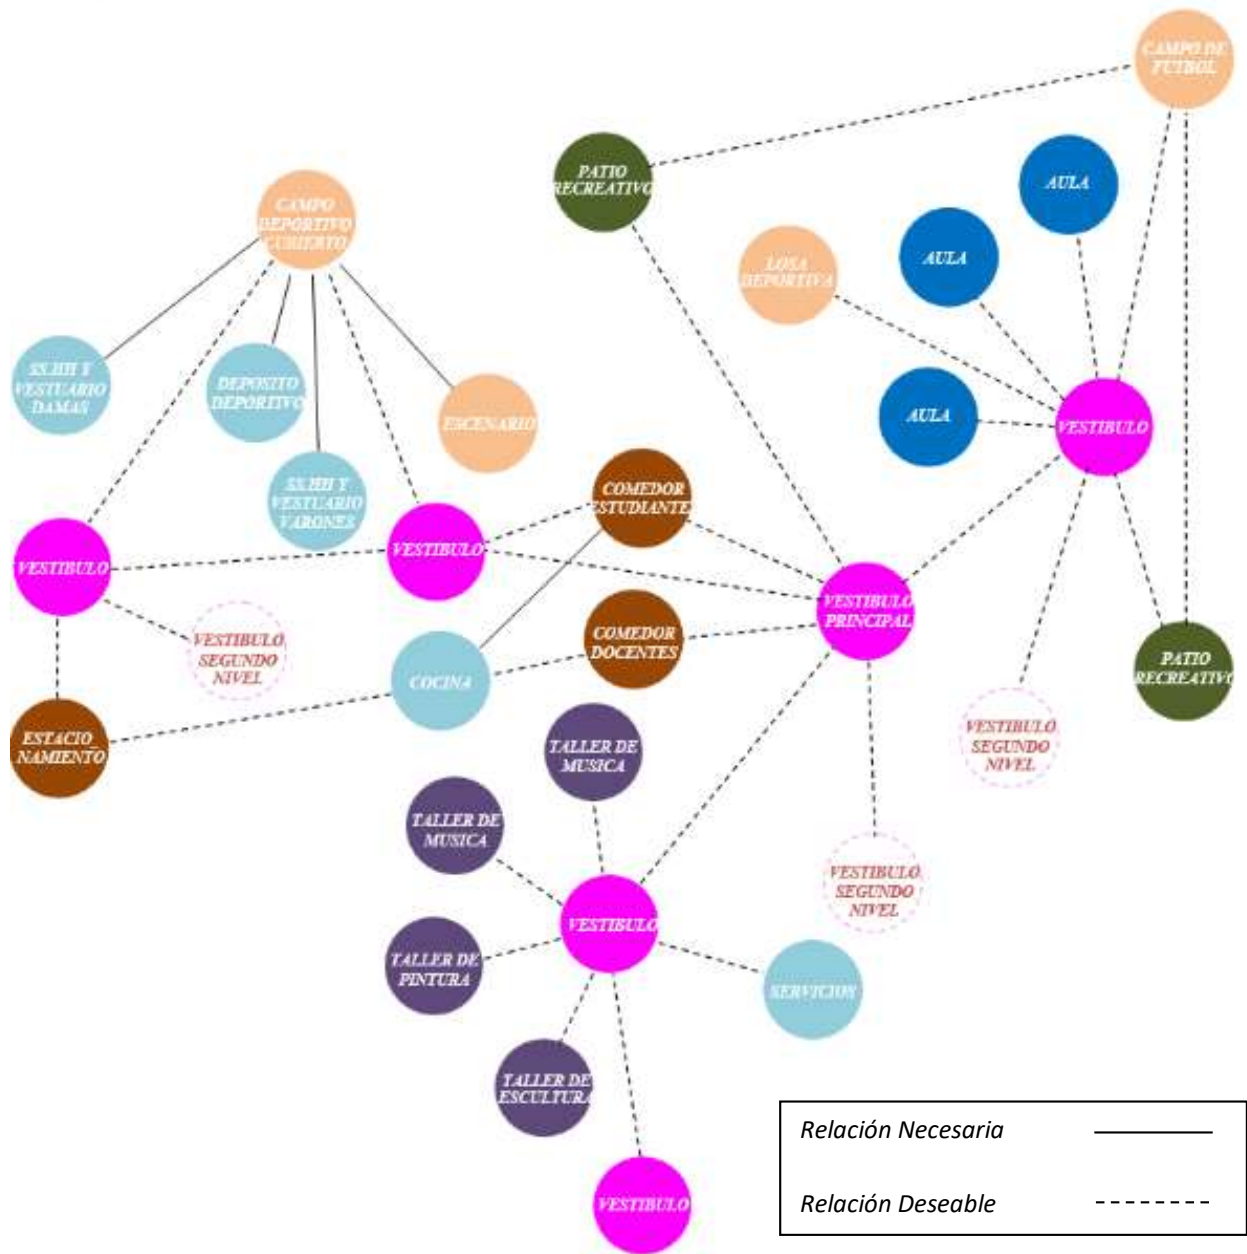 CAMPO DE
FUTBOL
PATIO
RECREATIVO
AULA
CAMPO
DEPORTIVO
CUBIERTO
AULA
LOSA
DEPORTIVA
SS.HH Y
VESTUARIO
DAMAS
DEPOSITO
DEPORTIVO
ESCENARIO
AULA
VESTIBULO
SS.HH Y
VESTUARIO
VARONES
COMEDOR
ESTUDIANTE
VESTIBULO
VESTIBULO
VESTIBULO
PRINCIPAL
VESTIBULO
SEGUNDO
NIVEL
COMEDOR
DOCENTES
COCINA
PATIO
RECREATIVO
ESTACIO_
NAMIENTO
TALLER DE
MUSICA
VESTIBULO
SEGUNDO
NIVEL
TALLER DE
MUSICA
VESTIBULO
SEGUNDO
NIVEL
VESTIBULO
TALLER DE
PINTURA
SERVICIOS
TALLER DE
ESCULTURA
VESTIBULO
Relación Necesaria
Relación Deseable